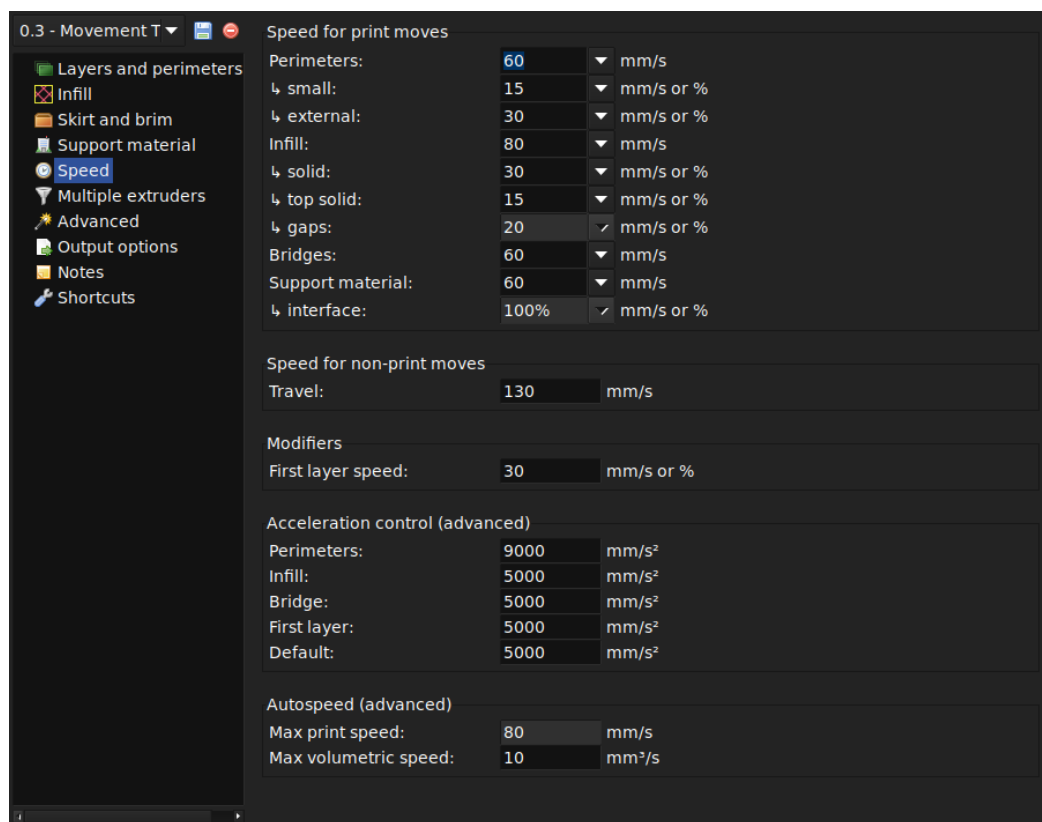 0.3 - Movement T
Layers and perimeters
Infill
Skirt and brim
Support material
Speed
Multiple extruders
Advanced
Output options
Notes
Shortcuts
Speed for print moves
Perimeters: 60 mm/s
↳ small: 15 mm/s or %
↳ external: 30 mm/s or %
Infill: 80 mm/s
↳ solid: 30 mm/s or %
↳ top solid: 15 mm/s or %
↳ gaps: 20 mm/s or %
Bridges: 60 mm/s
Support material: 60 mm/s
↳ interface: 100% mm/s or %
Speed for non-print moves
Travel: 130 mm/s
Modifiers
First layer speed: 30 mm/s or %
Acceleration control (advanced)
Perimeters: 9000 mm/s²
Infill: 5000 mm/s²
Bridge: 5000 mm/s²
First layer: 5000 mm/s²
Default: 5000 mm/s²
Autospeed (advanced)
Max print speed: 80 mm/s
Max volumetric speed: 10 mm³/s